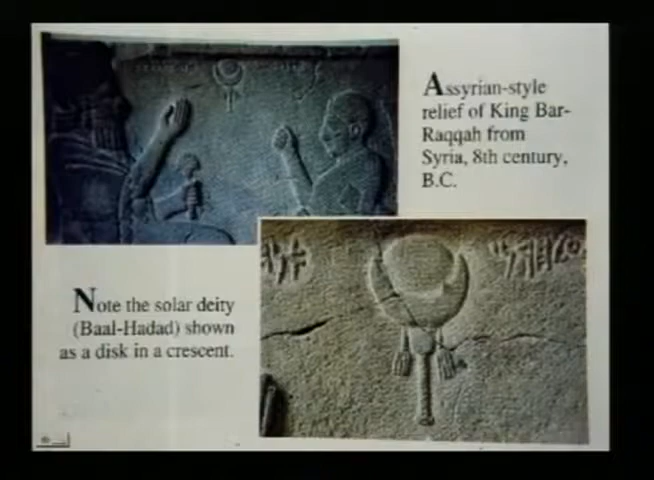 Assyrian-style
relief of King Bar-
Raqqah from
Syria, 8th century,
B.C.
Note the solar deity
(Baal-Hadad) shown
as a disk in a crescent.